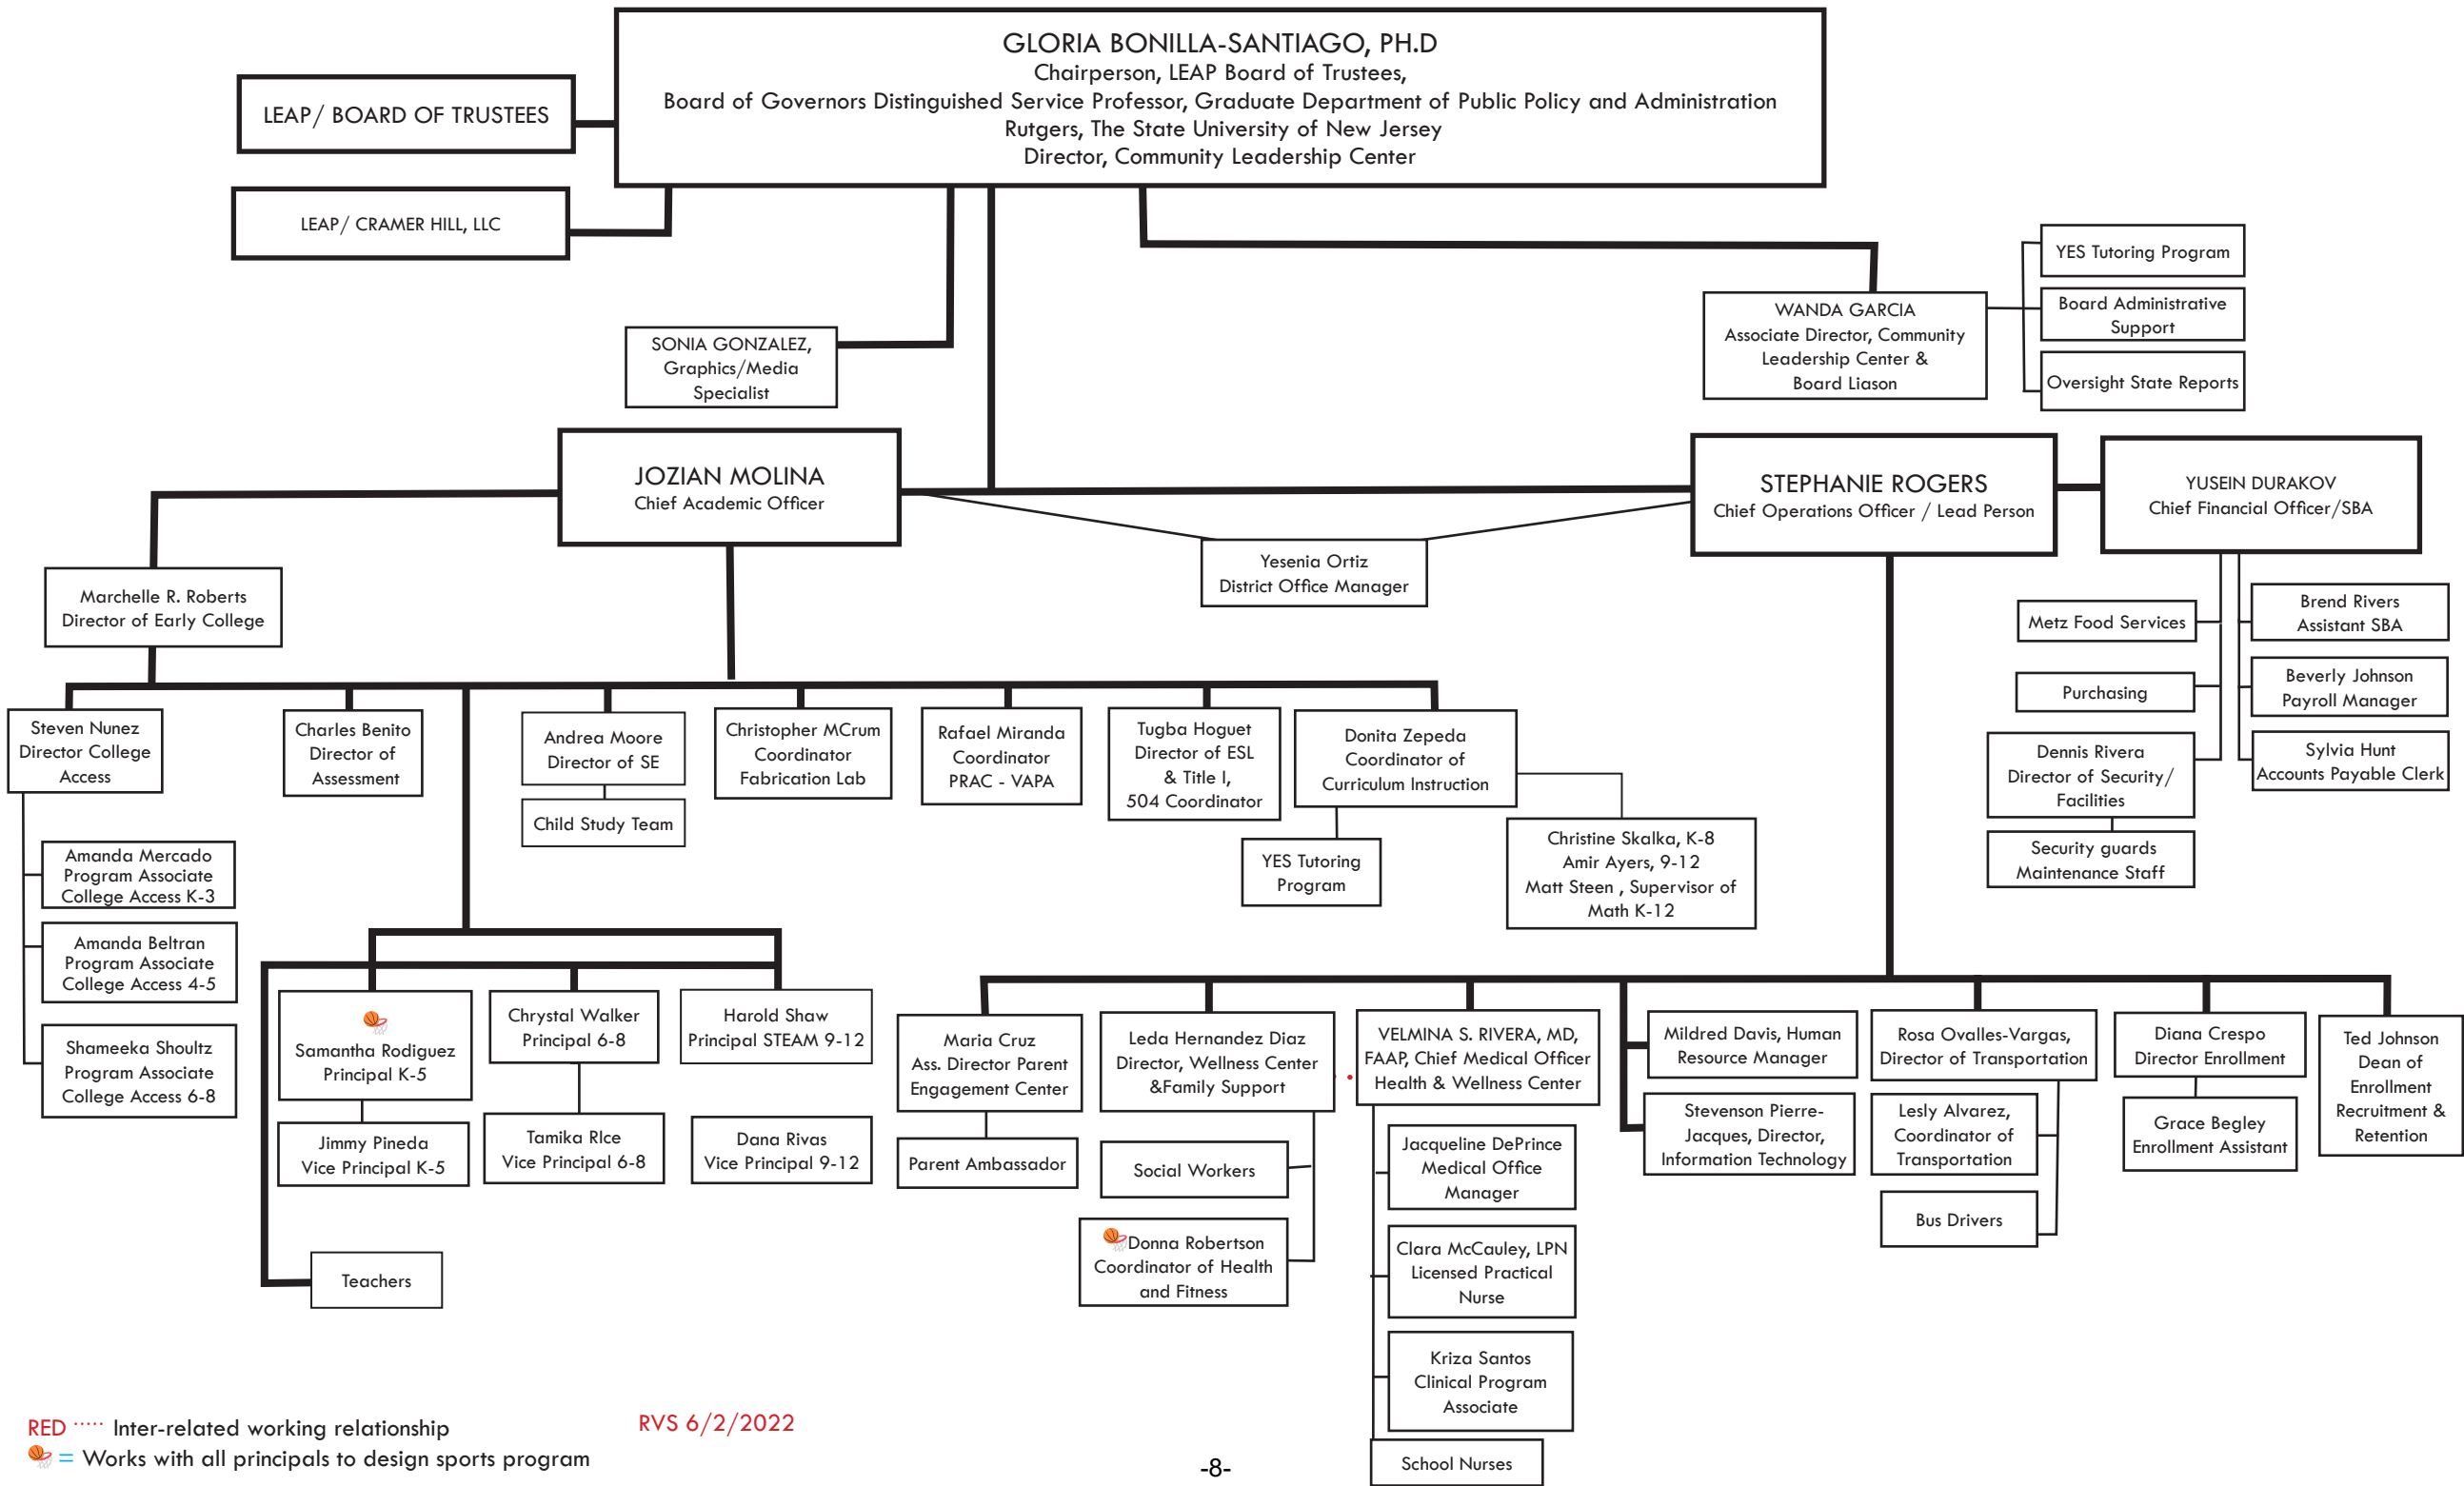 GLORIA BONILLA-SANTIAGO, PH.D
Chairperson, LEAP Board of Trustees,
Board of Governors Distinguished Service Professor, Graduate Department of Public Policy and Administration
Rutgers, The State University of New Jersey
Director, Community Leadership Center
LEAP/ BOARD OF TRUSTEES
LEAP/ CRAMER HILL, LLC
SONIA GONZALEZ,
Graphics/Media
Specialist
WANDA GARCIA
Associate Director, Community
Leadership Center &
Board Liason
YES Tutoring Program
Board Administrative
Support
Oversight State Reports
JOZIAN MOLINA
Chief Academic Officer
STEPHANIE ROGERS
Chief Operations Officer / Lead Person
YUSEIN DURAKOV
Chief Financial Officer/SBA
Yesenia Ortiz
District Office Manager
Marchelle R. Roberts
Director of Early College
Metz Food Services
Purchasing
Dennis Rivera
Director of Security/
Facilities
Security guards
Maintenance Staff
Brend Rivers
Assistant SBA
Beverly Johnson
Payroll Manager
Sylvia Hunt
Accounts Payable Clerk
Steven Nunez
Director College
Access
Charles Benito
Director of
Assessment
Andrea Moore
Director of SE
Child Study Team
Christopher MCrum
Coordinator
Fabrication Lab
Rafael Miranda
Coordinator
PRAC - VAPA
Tugba Hoguet
Director of ESL
& Title I,
504 Coordinator
Donita Zepeda
Coordinator of
Curriculum Instruction
YES Tutoring
Program
Christine Skalka, K-8
Amir Ayers, 9-12
Matt Steen , Supervisor of
Math K-12
Amanda Mercado
Program Associate
College Access K-3
Amanda Beltran
Program Associate
College Access 4-5
Shameeka Shoultz
Program Associate
College Access 6-8
Samantha Rodiguez
Principal K-5
Jimmy Pineda
Vice Principal K-5
Chrystal Walker
Principal 6-8
Tamika RIce
Vice Principal 6-8
Harold Shaw
Principal STEAM 9-12
Dana Rivas
Vice Principal 9-12
Teachers
Maria Cruz
Ass. Director Parent
Engagement Center
Parent Ambassador
Leda Hernandez Diaz
Director, Wellness Center
&Family Support
Social Workers
Donna Robertson
Coordinator of Health
and Fitness
VELMINA S. RIVERA, MD,
FAAP, Chief Medical Officer
Health & Wellness Center
Jacqueline DePrince
Medical Office
Manager
Clara McCauley, LPN
Licensed Practical
Nurse
Kriza Santos
Clinical Program
Associate
School Nurses
Mildred Davis, Human
Resource Manager
Stevenson Pierre-
Jacques, Director,
Information Technology
Rosa Ovalles-Vargas,
Director of Transportation
Lesly Alvarez,
Coordinator of
Transportation
Bus Drivers
Diana Crespo
Director Enrollment
Grace Begley
Enrollment Assistant
Ted Johnson
Dean of
Enrollment
Recruitment &
Retention
RED ····· Inter-related working relationship
= Works with all principals to design sports program
RVS 6/2/2022
-8-